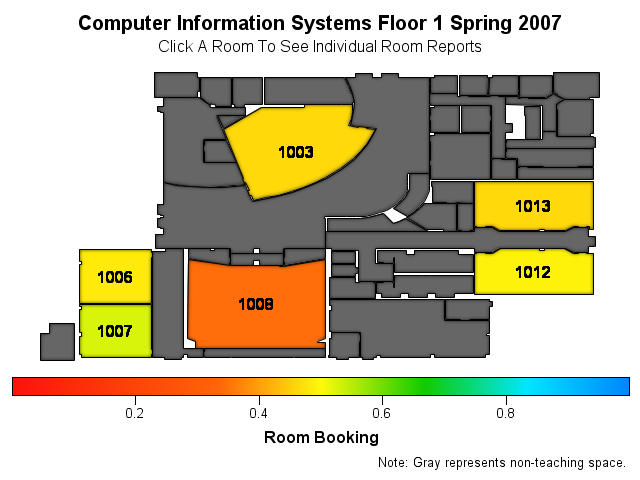 Computer Information Systems Floor 1 Spring 2007
Click A Room To See Individual Room Reports
1003
1013
1006
1012
1008
1007
0.2 0.4 0.6 0.8
Room Booking
Note: Gray represents non-teaching space.